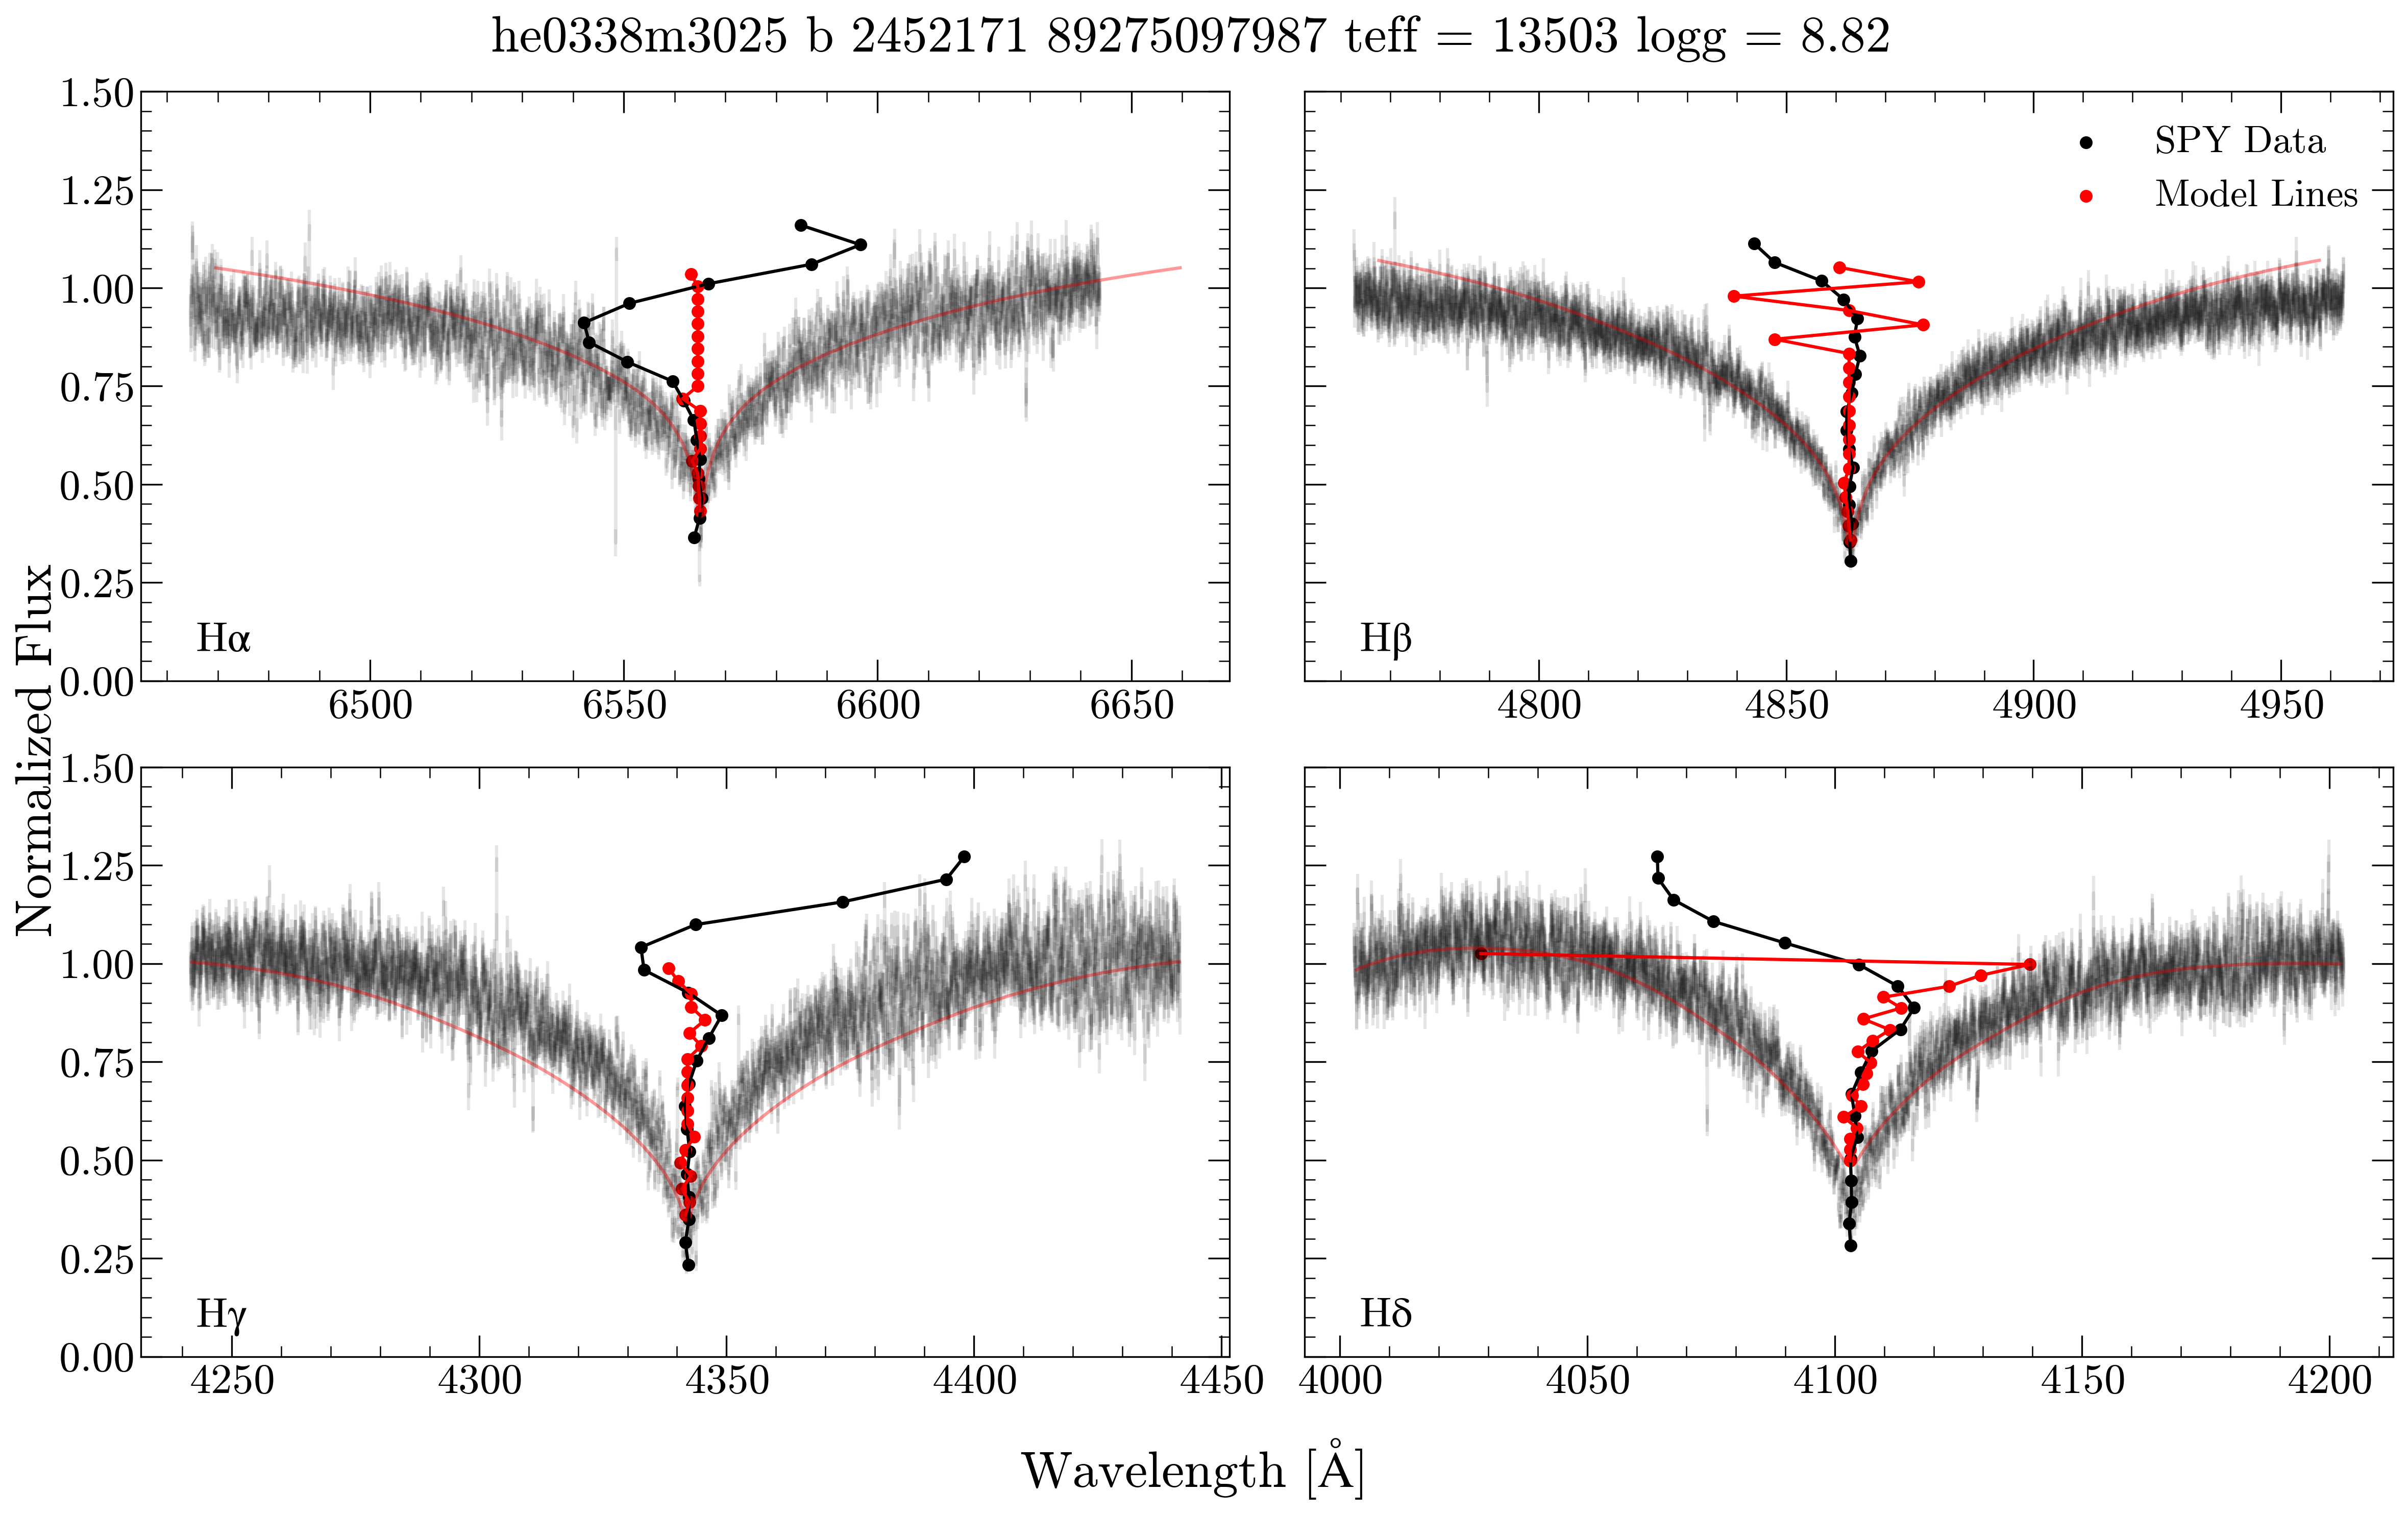 he0338m3025 b 2452171 89275097987 teff = 13503 logg = 8.82
1.50
1.25
1.00
0.75
0.50
0.25
0.00
Hα
6500 6550 6600 6650
SPY Data
Model Lines
Hβ
4800 4850 4900 4950
Normalized Flux
1.50
1.25
1.00
0.75
0.50
0.25
0.00
Hγ
4250 4300 4350 4400 4450
Hδ
4000 4050 4100 4150 4200
Wavelength [Å]